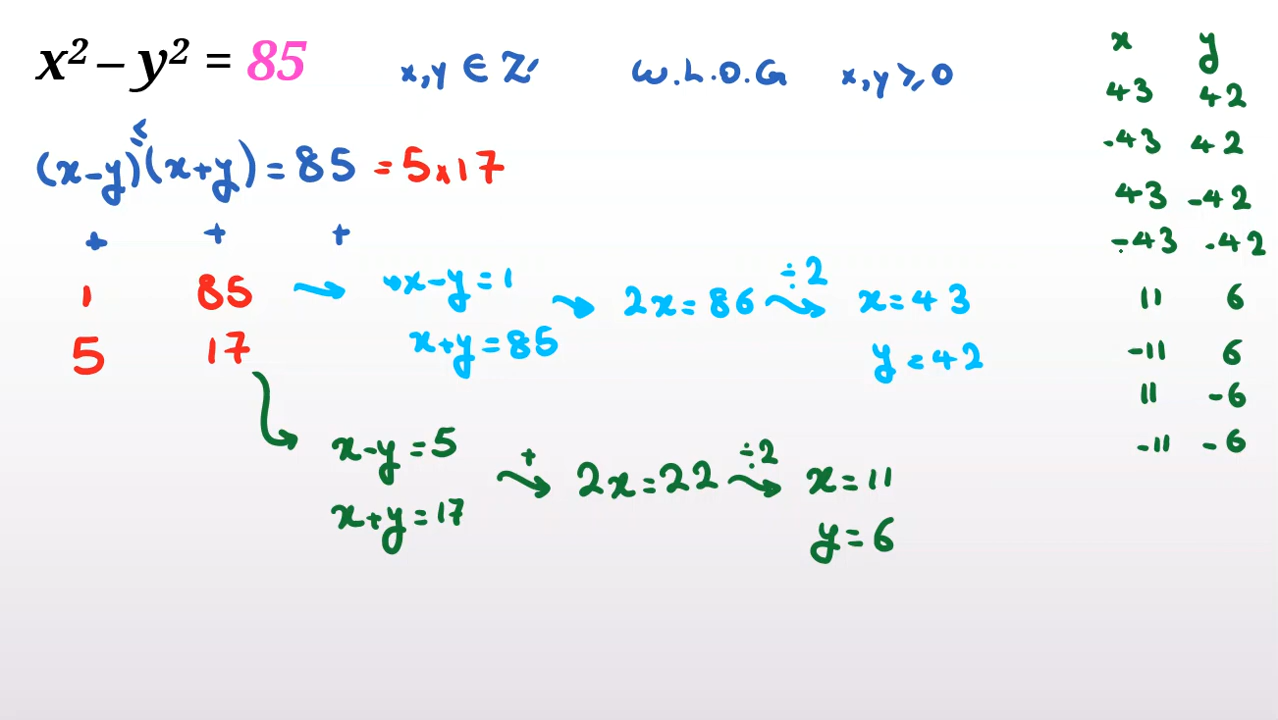 x² – y² = 85 x, y ∈ Z W.L.O.G x, y ≥ 0
(x-y) ≤ (x+y) = 85 = 5 x 17
+ + +
1 85 → x-y=1 → 2x=86 ÷2 → x=43
x+y=85 y=42
5 17
x-y=5 + → 2x=22 ÷2 → x=11
x+y=17 y=6
x y
43 42
-43 42
43 -42
-43 -42
11 6
-11 6
11 -6
-11 -6